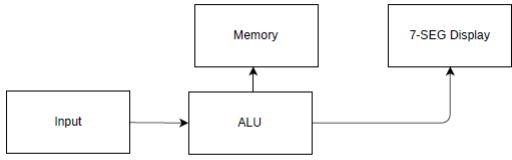 Memory
7-SEG Display
Input
ALU